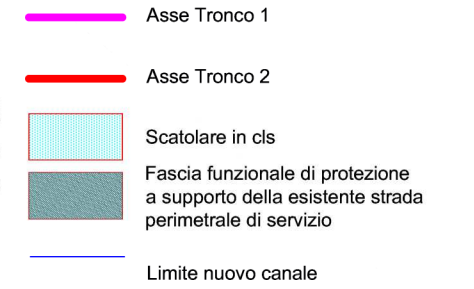 Asse Tronco 1
Asse Tronco 2
Scatolare in cls
Fascia funzionale di protezione
a supporto della esistente strada
perimetrale di servizio
Limite nuovo canale